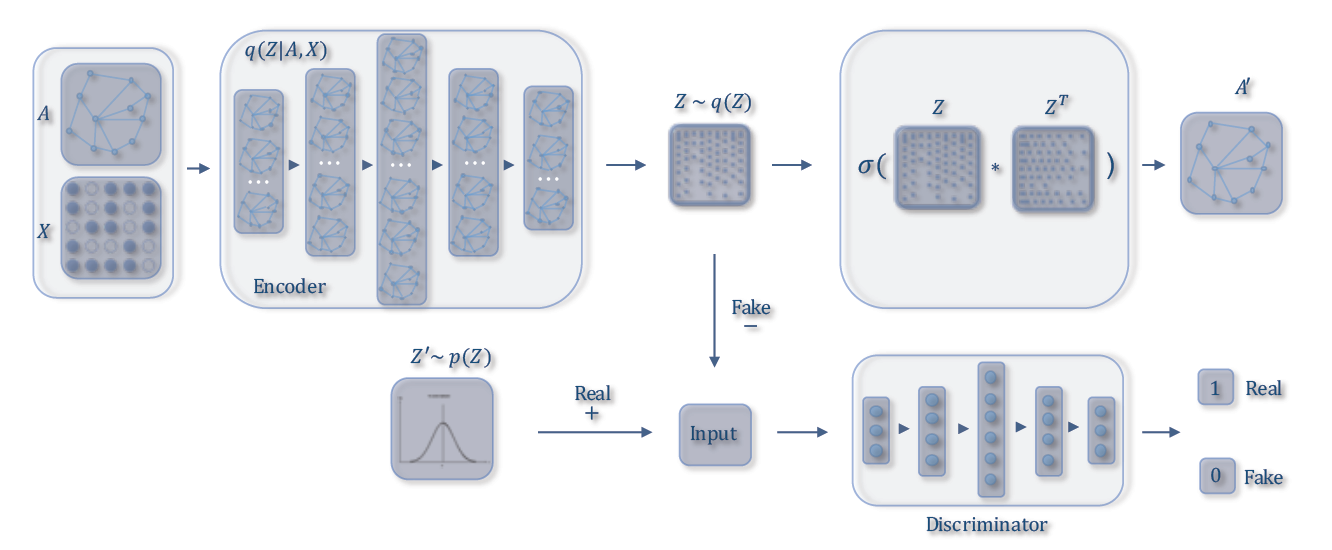 q(Z|A, X)
A
X
Encoder
Z ~ q(Z)
Z
Z^T
σ( * )
A′
Fake
−
Z′~ p(Z)
Real
+
Input
Discriminator
1 Real
0 Fake